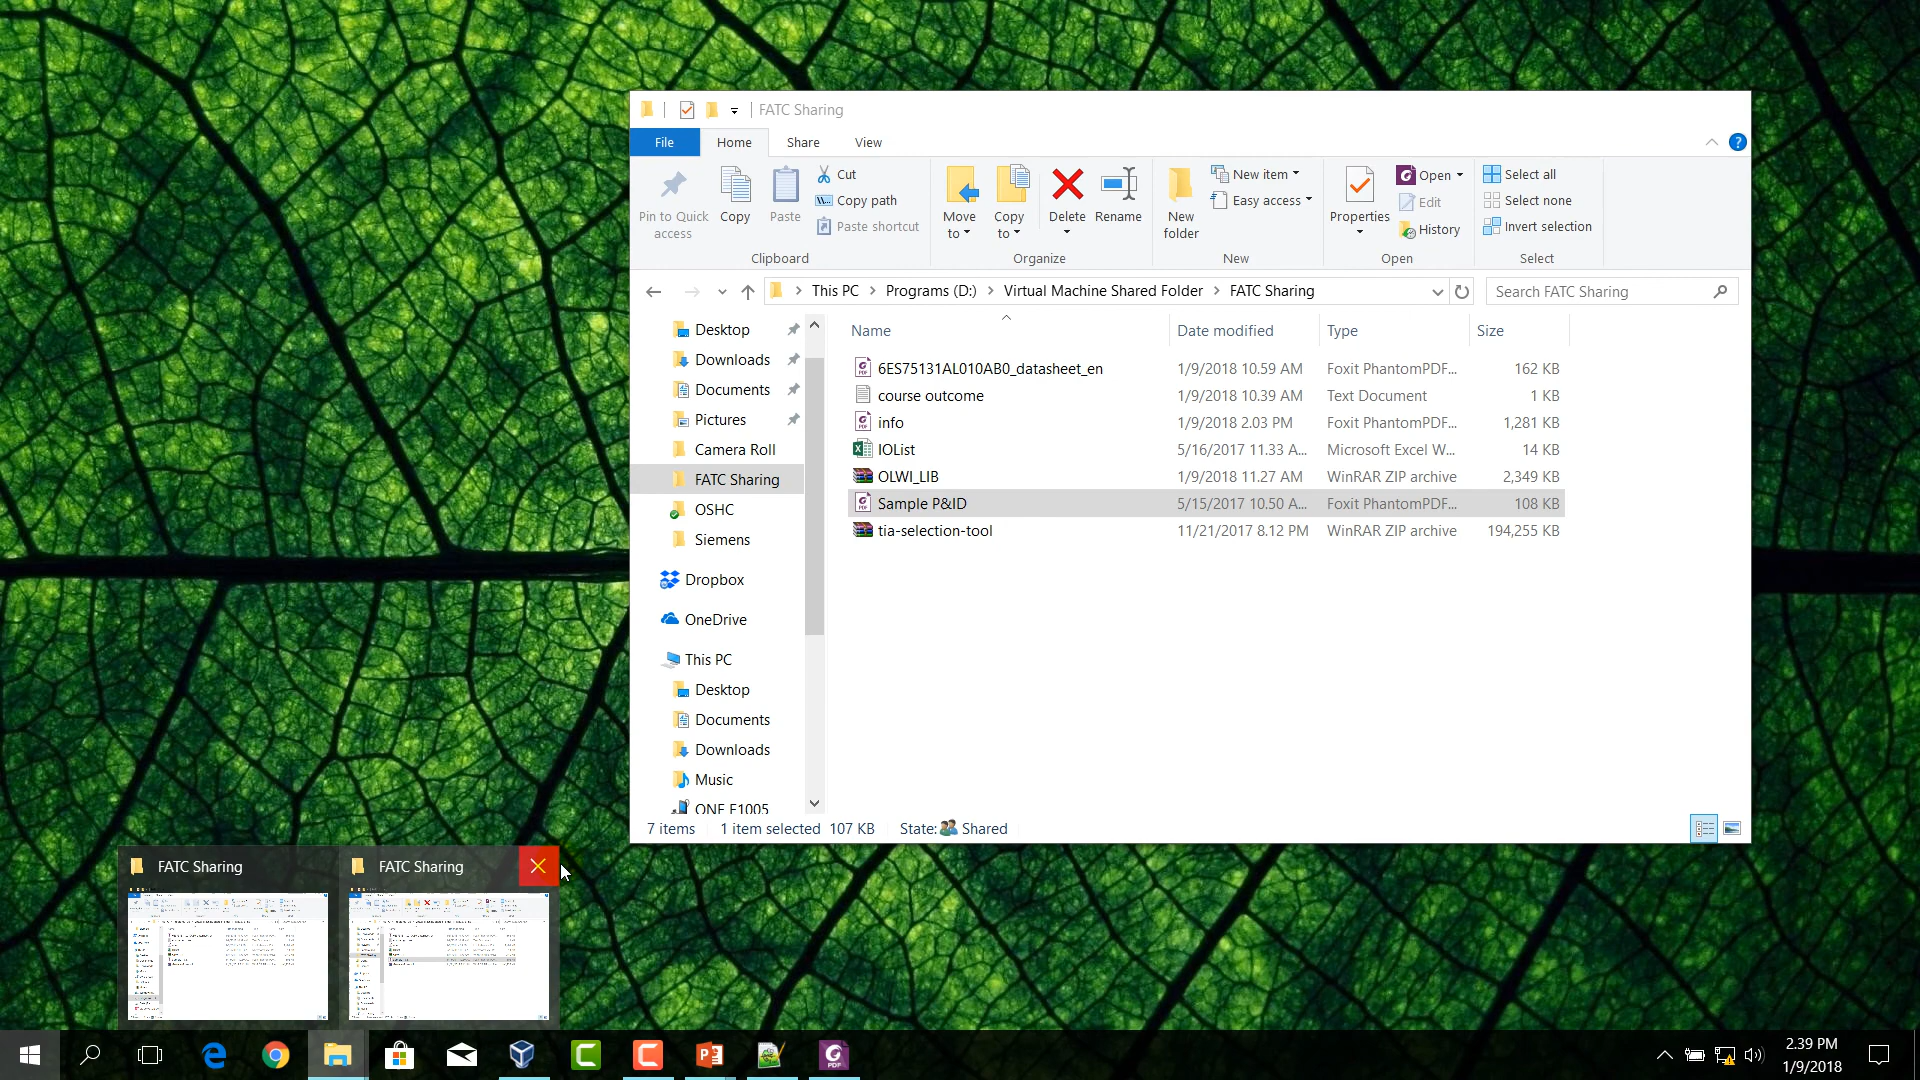 FATC Sharing
File Home Share View
Pin to Quick access
Copy
Paste
Cut
Copy path
Paste shortcut
Clipboard
Move to
Copy to
Delete
Rename
Organize
New folder
New item
Easy access
New
Properties
Open
Edit
History
Open
Select all
Select none
Invert selection
Select
This PC Programs (D:) Virtual Machine Shared Folder FATC Sharing
Search FATC Sharing
Desktop
Downloads
Documents
Pictures
Camera Roll
FATC Sharing
OSHC
Siemens
Dropbox
OneDrive
This PC
Desktop
Documents
Downloads
Music
ONE E1005
Name Date modified Type Size
6ES75131AL010AB0_datasheet_en 1/9/2018 10.59 AM Foxit PhantomPDF... 162 KB
course outcome 1/9/2018 10.39 AM Text Document 1 KB
info 1/9/2018 2.03 PM Foxit PhantomPDF... 1,281 KB
IOList 5/16/2017 11.33 A... Microsoft Excel W... 14 KB
OLWI_LIB 1/9/2018 11.27 AM WinRAR ZIP archive 2,349 KB
Sample P&ID 5/15/2017 10.50 A... Foxit PhantomPDF... 108 KB
tia-selection-tool 11/21/2017 8.12 PM WinRAR ZIP archive 194,255 KB
7 items 1 item selected 107 KB State: Shared
FATC Sharing
FATC Sharing
2.39 PM
1/9/2018